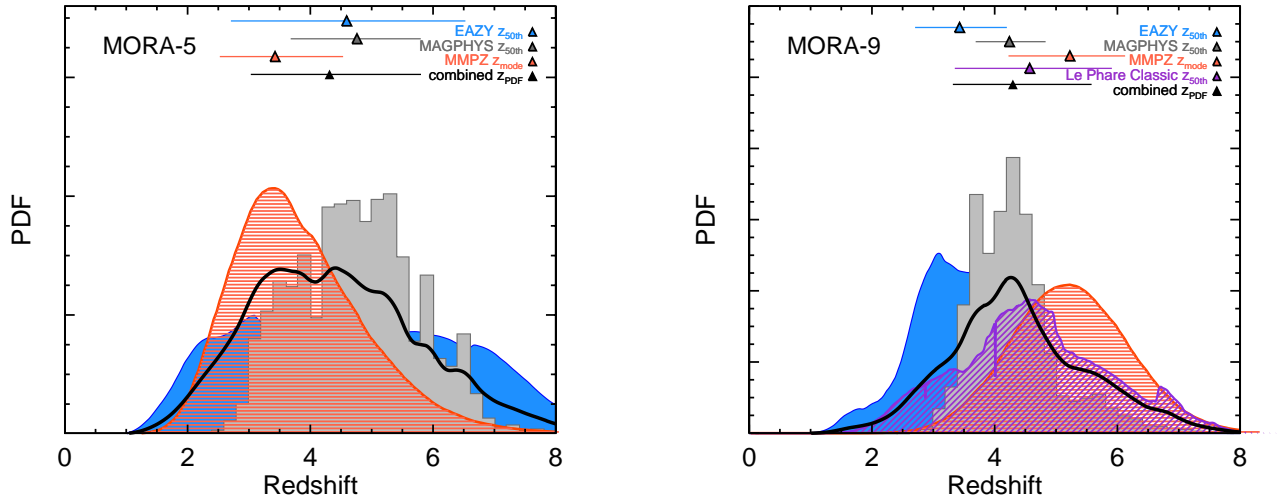 MORA-5
EAZY z50th
MAGPHYS z50th
MMPZ zmode
combined zPDF
PDF
0 2 4 6 8
Redshift
MORA-9
EAZY z50th
MAGPHYS z50th
MMPZ zmode
Le Phare Classic z50th
combined zPDF
PDF
0 2 4 6 8
Redshift